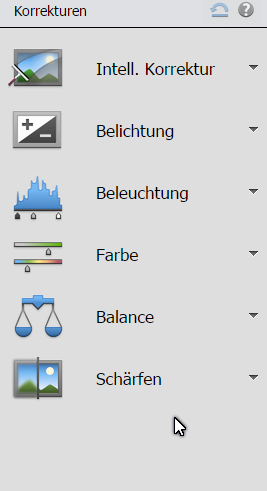 Korrekturen
Intell. Korrektur
Belichtung
Beleuchtung
Farbe
Balance
Schärfen